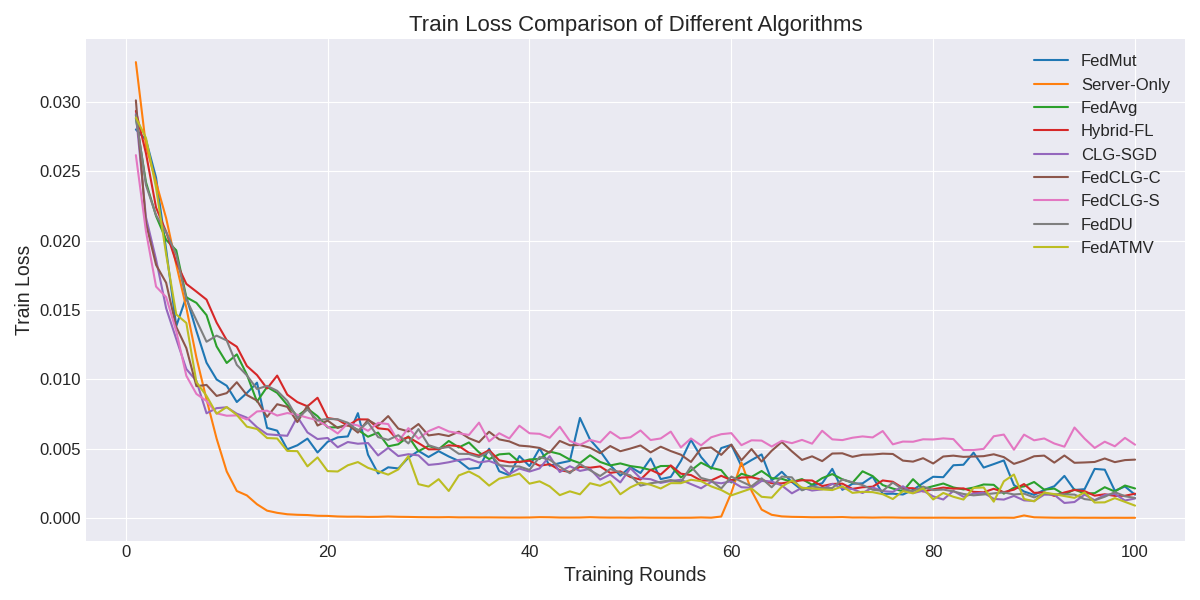 Train Loss Comparison of Different Algorithms
FedMut
Server-Only
FedAvg
Hybrid-FL
CLG-SGD
FedCLG-C
FedCLG-S
FedDU
FedATMV
Train Loss
0.030
0.025
0.020
0.015
0.010
0.005
0.000
0 20 40 60 80 100
Training Rounds